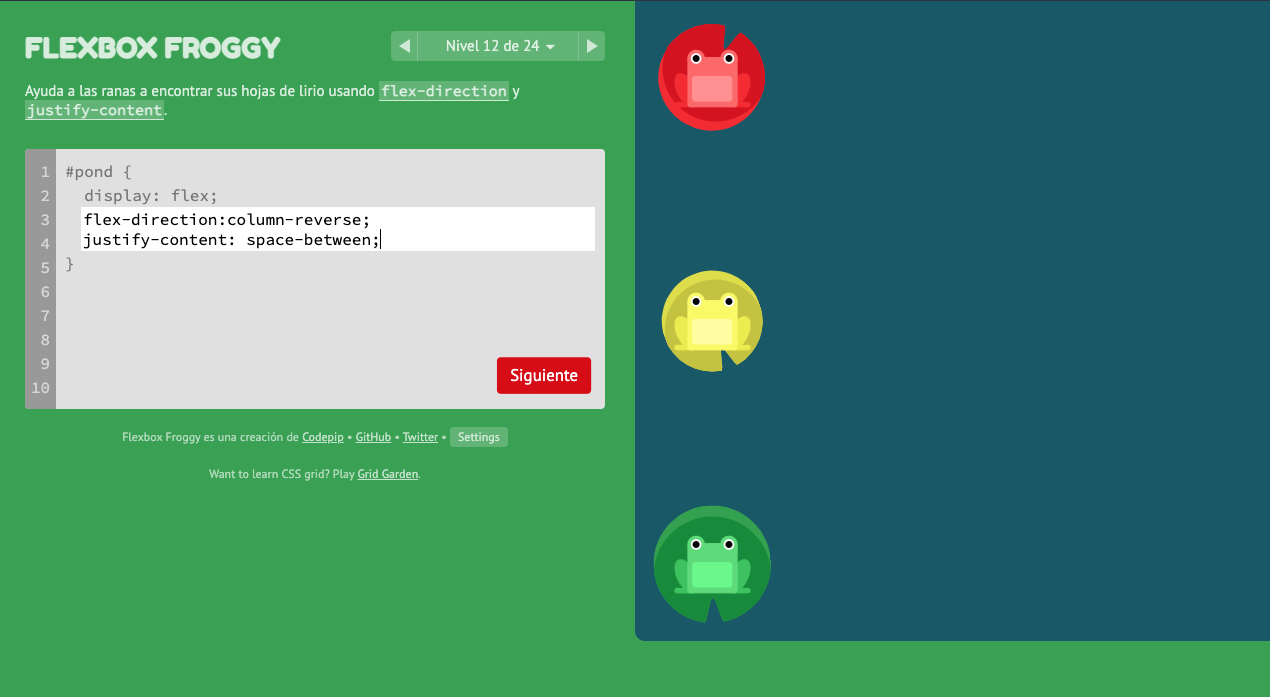 FLEXBOX FROGGY
Nivel 12 de 24
Ayuda a las ranas a encontrar sus hojas de lirio usando flex-direction y
justify-content.
1 #pond {
2 display: flex;
3 flex-direction:column-reverse;
4 justify-content: space-between;
5 }
6
7
8
9
10
Siguiente
Flexbox Froggy es una creación de Codepip • GitHub • Twitter • Settings
Want to learn CSS grid? Play Grid Garden.